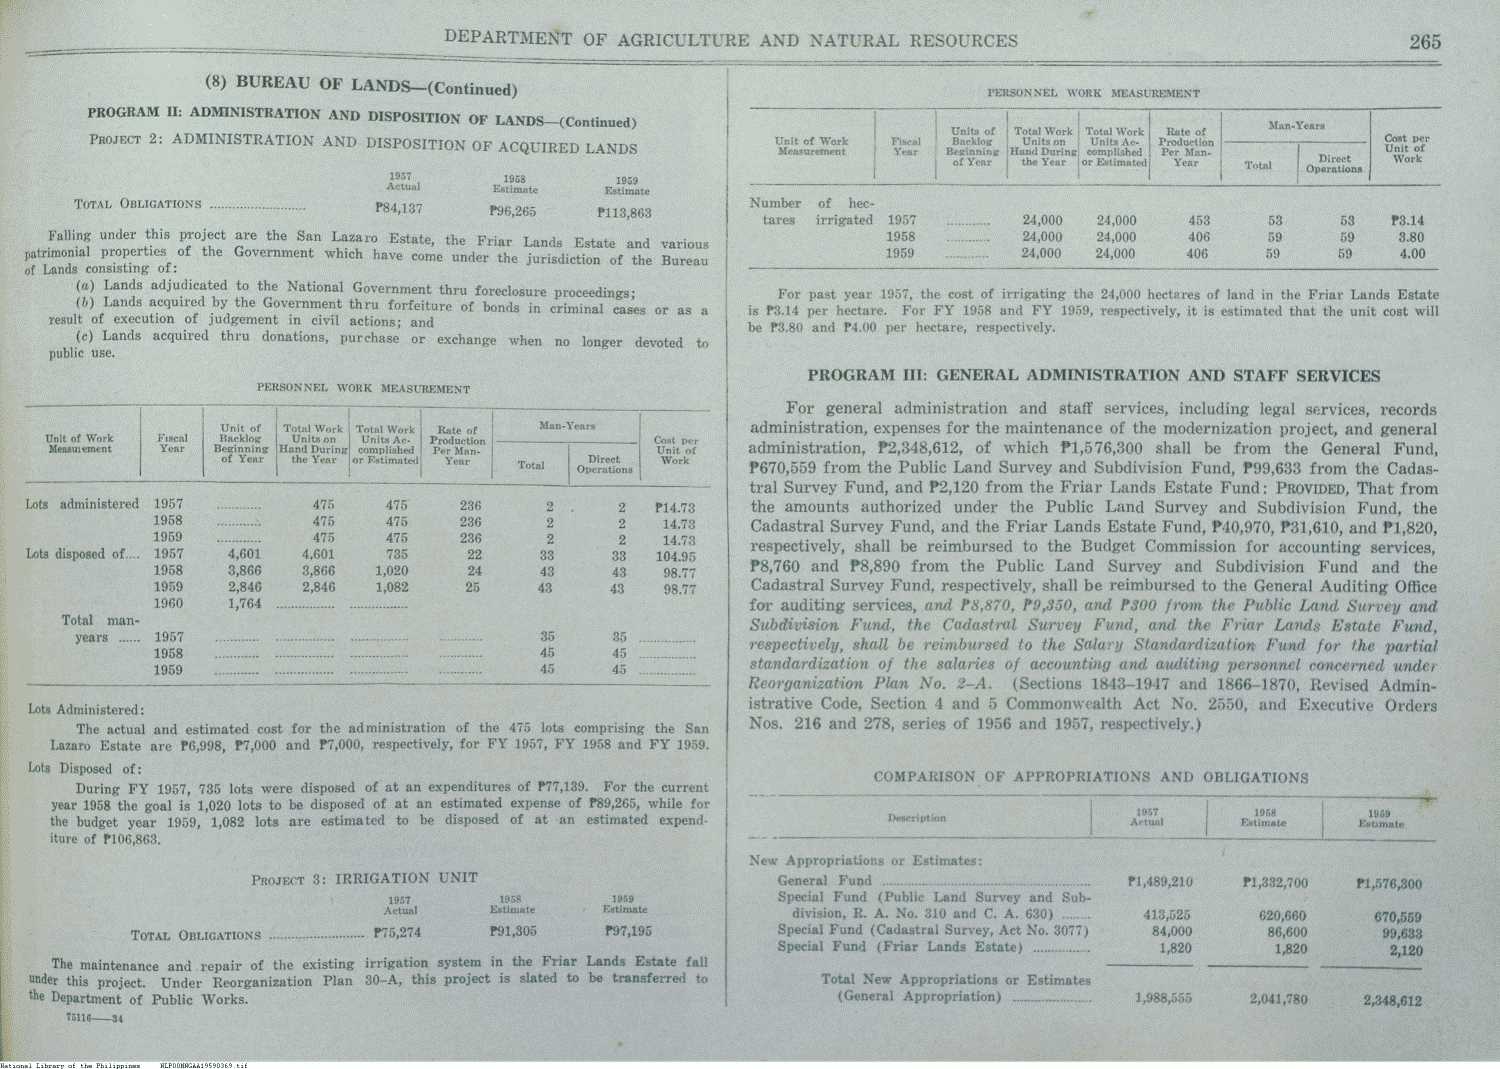 DEPARTMENT OF AGRICULTURE AND NATURAL RESOURCES 265
(8) BUREAU OF LANDS—(Continued)
PROGRAM II: ADMINISTRATION AND DISPOSITION OF LANDS—(Continued)
PROJECT 2: ADMINISTRATION AND DISPOSITION OF ACQUIRED LANDS
1957 Actual 1958 Estimate 1959 Estimate
TOTAL OBLIGATIONS .......................... ₱84,137 ₱96,265 ₱113,863
Falling under this project are the San Lazaro Estate, the Friar Lands Estate and various
patrimonial properties of the Government which have come under the jurisdiction of the Bureau
of Lands consisting of:
(a) Lands adjudicated to the National Government thru foreclosure proceedings;
(b) Lands acquired by the Government thru forfeiture of bonds in criminal cases or as a
result of execution of judgement in civil actions; and
(c) Lands acquired thru donations, purchase or exchange when no longer devoted to
public use.
PERSONNEL WORK MEASUREMENT
Unit of Work Measurement Fiscal Year Unit of Backlog Beginning of Year Total Work Units on Hand During the Year Total Work Units Accomplished or Estimated Rate of Production Per Man-Year Man-Years Total Direct Operations Cost per Unit of Work
Lots administered 1957 ............ 475 475 236 2 2 ₱14.73
1958 ............ 475 475 236 2 2 14.73
1959 ............ 475 475 236 2 2 14.73
Lots disposed of.... 1957 4,601 4,601 735 22 33 33 104.95
1958 3,866 3,866 1,020 24 43 43 98.77
1959 2,846 2,846 1,082 25 43 43 98.77
1960 1,764 ................ ................
Total man-
years ...... 1957 ............ ................ ................ ............ 35 35 ...............
1958 ............ ................ ................ ............ 45 45 ...............
1959 ............ ................ ................ ............ 45 45 ...............
Lots Administered:
The actual and estimated cost for the administration of the 475 lots comprising the San
Lazaro Estate are ₱6,998, ₱7,000 and ₱7,000, respectively, for FY 1957, FY 1958 and FY 1959.
Lots Disposed of:
During FY 1957, 735 lots were disposed of at an expenditures of ₱77,139. For the current
year 1958 the goal is 1,020 lots to be disposed of at an estimated expense of ₱89,265, while for
the budget year 1959, 1,082 lots are estimated to be disposed of at an estimated expend-
iture of ₱106,863.
PROJECT 3: IRRIGATION UNIT
1957 Actual 1958 Estimate 1959 Estimate
TOTAL OBLIGATIONS .......................... ₱75,274 ₱91,305 ₱97,195
The maintenance and repair of the existing irrigation system in the Friar Lands Estate fall
under this project. Under Reorganization Plan 30-A, this project is slated to be transferred to
the Department of Public Works.
75116——34
PERSONNEL WORK MEASUREMENT
Unit of Work Measurement Fiscal Year Units of Backlog Beginning of Year Total Work Units on Hand During the Year Total Work Units Accomplished or Estimated Rate of Production Per Man-Year Man-Years Total Direct Operations Cost per Unit of Work
Number of hec-
tares irrigated 1957 ............ 24,000 24,000 453 53 53 ₱3.14
1958 ............ 24,000 24,000 406 59 59 3.80
1959 ............ 24,000 24,000 406 59 59 4.00
For past year 1957, the cost of irrigating the 24,000 hectares of land in the Friar Lands Estate
is ₱3.14 per hectare. For FY 1958 and FY 1959, respectively, it is estimated that the unit cost will
be ₱3.80 and ₱4.00 per hectare, respectively.
PROGRAM III: GENERAL ADMINISTRATION AND STAFF SERVICES
For general administration and staff services, including legal services, records
administration, expenses for the maintenance of the modernization project, and general
administration, ₱2,348,612, of which ₱1,576,300 shall be from the General Fund,
₱670,559 from the Public Land Survey and Subdivision Fund, ₱99,633 from the Cadas-
tral Survey Fund, and ₱2,120 from the Friar Lands Estate Fund: PROVIDED, That from
the amounts authorized under the Public Land Survey and Subdivision Fund, the
Cadastral Survey Fund, and the Friar Lands Estate Fund, ₱40,970, ₱31,610, and ₱1,820,
respectively, shall be reimbursed to the Budget Commission for accounting services,
₱8,760 and ₱8,890 from the Public Land Survey and Subdivision Fund and the
Cadastral Survey Fund, respectively, shall be reimbursed to the General Auditing Office
for auditing services, and ₱8,870, ₱9,350, and ₱300 from the Public Land Survey and
Subdivision Fund, the Cadastral Survey Fund, and the Friar Lands Estate Fund,
respectively, shall be reimbursed to the Salary Standardization Fund for the partial
standardization of the salaries of accounting and auditing personnel concerned under
Reorganization Plan No. 2-A. (Sections 1843-1947 and 1866-1870, Revised Admin-
istrative Code, Section 4 and 5 Commonwealth Act No. 2550, and Executive Orders
Nos. 216 and 278, series of 1956 and 1957, respectively.)
COMPARISON OF APPROPRIATIONS AND OBLIGATIONS
Description 1957 Actual 1958 Estimate 1959 Estimate
New Appropriations or Estimates:
General Fund .................................................... ₱1,489,210 ₱1,332,700 ₱1,576,300
Special Fund (Public Land Survey and Sub-
division, R. A. No. 310 and C. A. 630) ........ 413,525 620,660 670,559
Special Fund (Cadastral Survey, Act No. 3077) 84,000 86,600 99,633
Special Fund (Friar Lands Estate) ............... 1,820 1,820 2,120
Total New Appropriations or Estimates
(General Appropriation) ...................... 1,988,555 2,041,780 2,348,612
National Library of the Philippines NLP00MNGAA19590369.tif